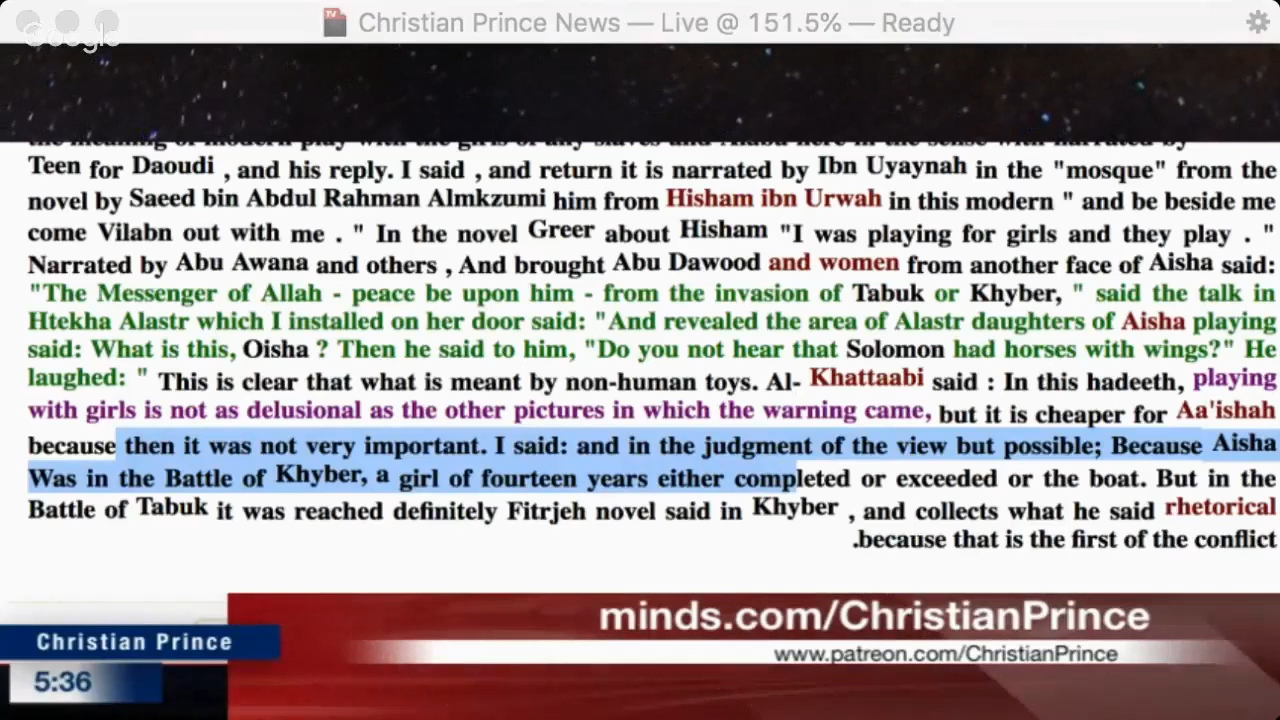 Christian Prince News — Live @ 151.5% — Ready
Google
Teen for Daoudi , and his reply. I said , and return it is narrated by Ibn Uyaynah in the "mosque" from the
novel by Saeed bin Abdul Rahman Almkzumi him from Hisham ibn Urwah in this modern " and be beside me
come Vilabn out with me . " In the novel Greer about Hisham "I was playing for girls and they play . "
Narrated by Abu Awana and others , And brought Abu Dawood and women from another face of Aisha said:
"The Messenger of Allah - peace be upon him - from the invasion of Tabuk or Khyber, " said the talk in
Htekha Alastr which I installed on her door said: "And revealed the area of Alastr daughters of Aisha playing
said: What is this, Oisha ? Then he said to him, "Do you not hear that Solomon had horses with wings?" He
laughed: " This is clear that what is meant by non-human toys. Al- Khattaabi said : In this hadeeth, playing
with girls is not as delusional as the other pictures in which the warning came, but it is cheaper for Aa'ishah
because then it was not very important. I said: and in the judgment of the view but possible; Because Aisha
Was in the Battle of Khyber, a girl of fourteen years either completed or exceeded or the boat. But in the
Battle of Tabuk it was reached definitely Fitrjeh novel said in Khyber , and collects what he said rhetorical
.because that is the first of the conflict
minds.com/ChristianPrince
Christian Prince
www.patreon.com/ChristianPrince
5:36